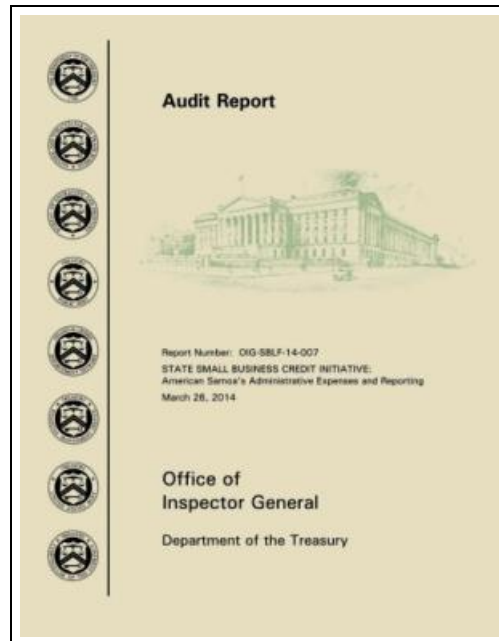 Audit Report
Report Number: OIG-SBLF-14-007
STATE SMALL BUSINESS CREDIT INITIATIVE:
American Samoa's Administrative Expenses and Reporting
March 28, 2014
Office of
Inspector General
Department of the Treasury